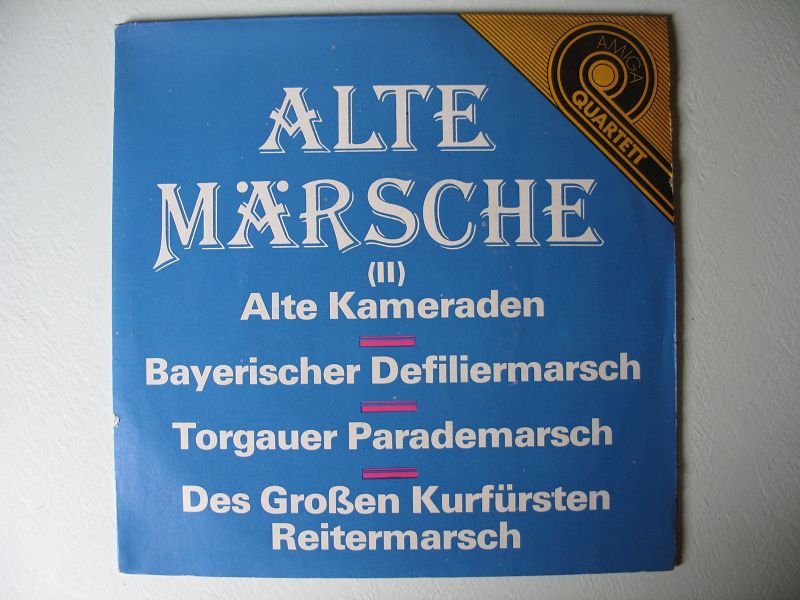 AMIGA
QUARTETT
ALTE
MÄRSCHE
(II)
Alte Kameraden
Bayerischer Defiliermarsch
Torgauer Parademarsch
Des Großen Kurfürsten
Reitermarsch